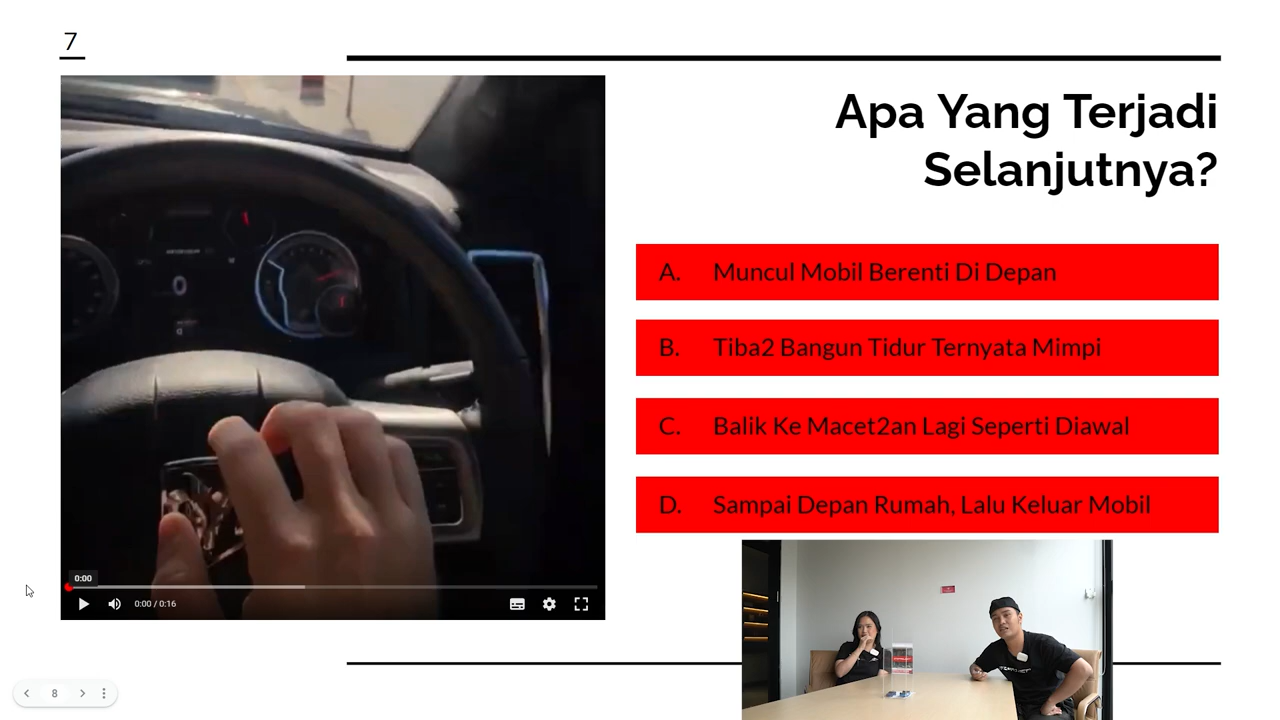 7
Apa Yang Terjadi
Selanjutnya?
A. Muncul Mobil Berenti Di Depan
B. Tiba2 Bangun Tidur Ternyata Mimpi
C. Balik Ke Macet2an Lagi Seperti Diawal
D. Sampai Depan Rumah, Lalu Keluar Mobil
0
0:00
0:00 / 0:16
8